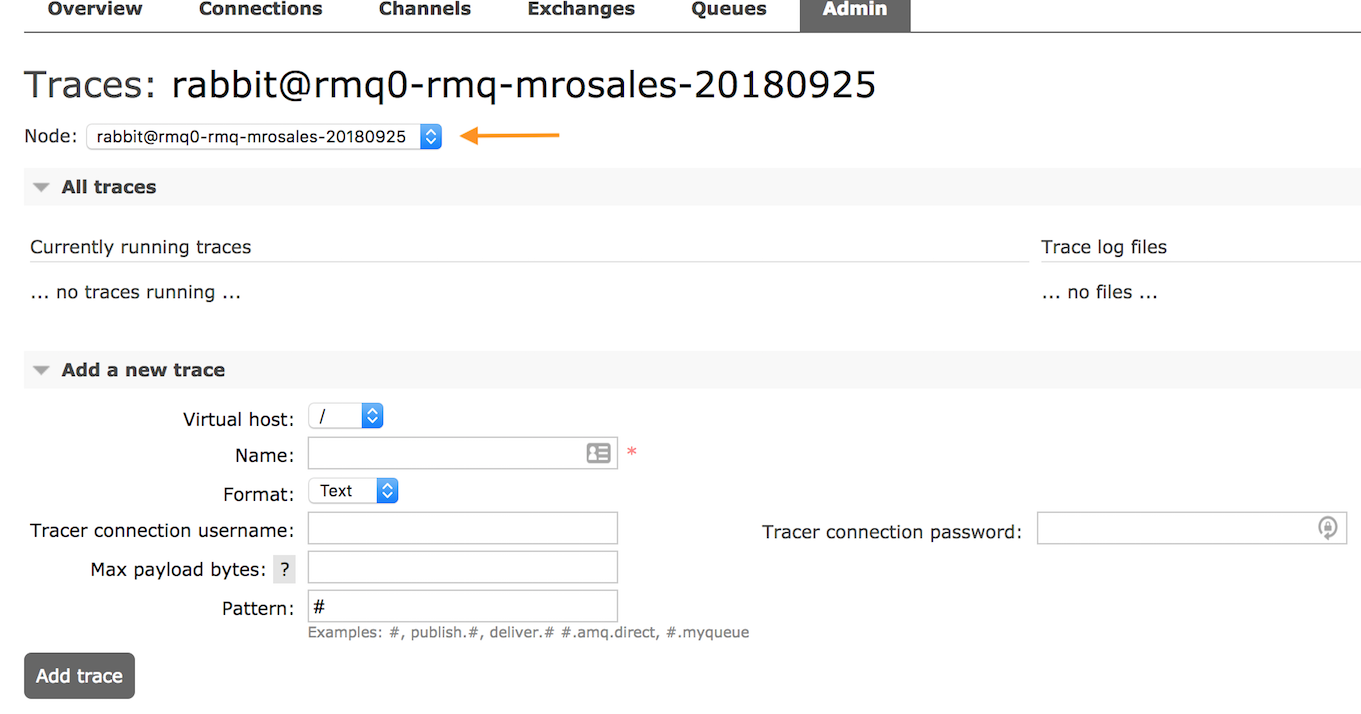 Overview Connections Channels Exchanges Queues Admin
Traces: rabbit@rmq0-rmq-mrosales-20180925
Node: rabbit@rmq0-rmq-mrosales-20180925
All traces
Currently running traces Trace log files
... no traces running ... ... no files ...
Add a new trace
Virtual host: /
Name: *
Format: Text
Tracer connection username: Tracer connection password:
Max payload bytes: ?
Pattern: #
Examples: #, publish.#, deliver.# #.amq.direct, #.myqueue
Add trace